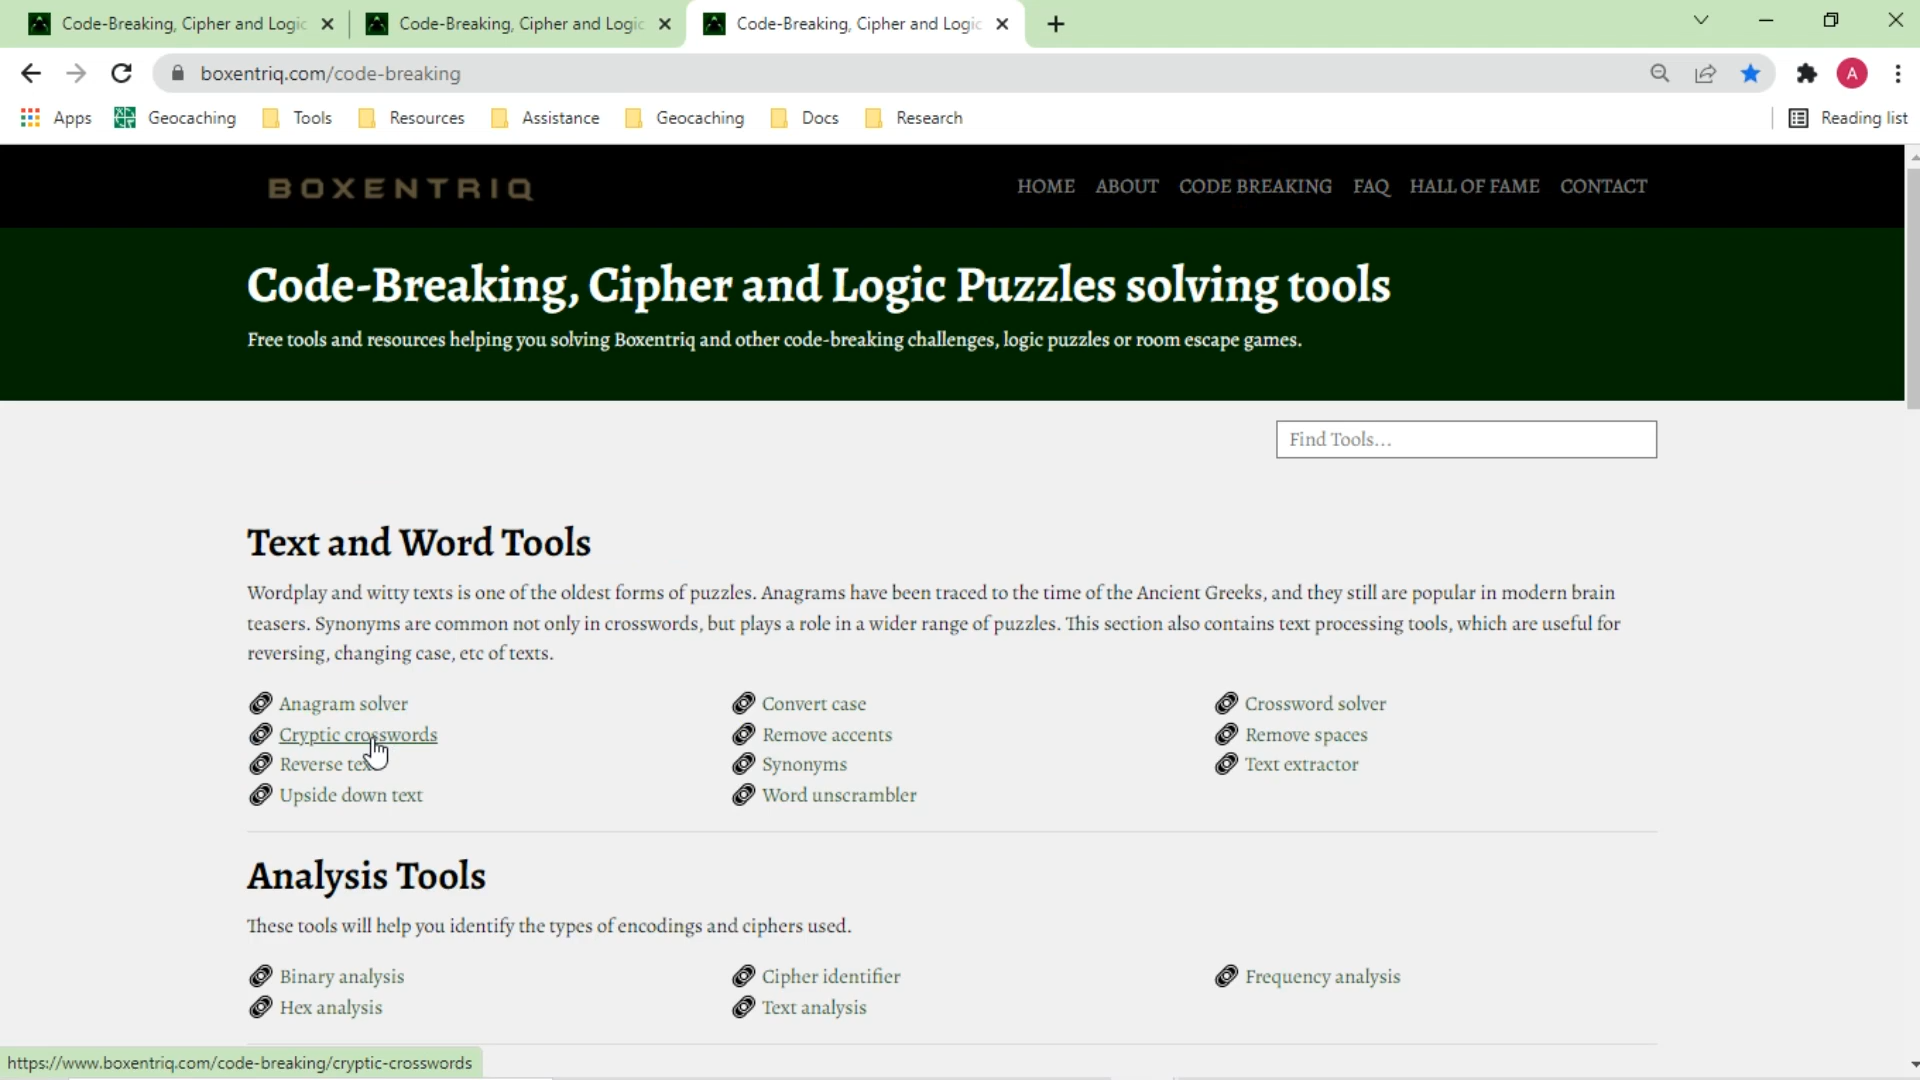 Code-Breaking, Cipher and Logic
Code-Breaking, Cipher and Logic
Code-Breaking, Cipher and Logic
boxentriq.com/code-breaking
A
Apps Geocaching Tools Resources Assistance Geocaching Docs Research Reading list
BOXENTRIQ
HOME ABOUT CODE BREAKING FAQ HALL OF FAME CONTACT
Code-Breaking, Cipher and Logic Puzzles solving tools
Free tools and resources helping you solving Boxentriq and other code-breaking challenges, logic puzzles or room escape games.
Find Tools...
Text and Word Tools
Wordplay and witty texts is one of the oldest forms of puzzles. Anagrams have been traced to the time of the Ancient Greeks, and they still are popular in modern brain
teasers. Synonyms are common not only in crosswords, but plays a role in a wider range of puzzles. This section also contains text processing tools, which are useful for
reversing, changing case, etc of texts.
Anagram solver Convert case Crossword solver
Cryptic crosswords Remove accents Remove spaces
Reverse text Synonyms Text extractor
Upside down text Word unscrambler
Analysis Tools
These tools will help you identify the types of encodings and ciphers used.
Binary analysis Cipher identifier Frequency analysis
Hex analysis Text analysis
https://www.boxentriq.com/code-breaking/cryptic-crosswords